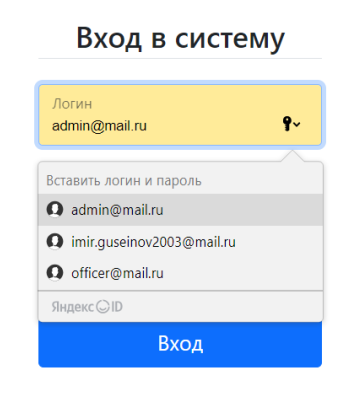 Вход в систему
Логин
admin@mail.ru
Вставить логин и пароль
admin@mail.ru
imir.guseinov2003@mail.ru
officer@mail.ru
Яндекс ID
Вход